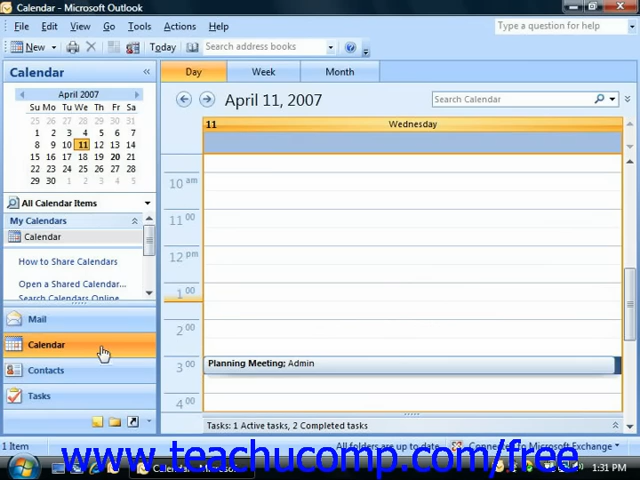 Calendar - Microsoft Outlook
File Edit View Go Tools Actions Help
Type a question for help
New Today Search address books
Calendar «
Day Week Month
April 2007
Su Mo Tu We Th Fr Sa
25 26 27 28 29 30 31
1 2 3 4 5 6 7
8 9 10 11 12 13 14
15 16 17 18 19 20 21
22 23 24 25 26 27 28
29 30 1 2 3 4 5
April 11, 2007
Search Calendar
11 Wednesday
All Calendar Items
My Calendars
Calendar
How to Share Calendars
Open a Shared Calendar...
Search Calendars Online
Mail
Calendar
Contacts
Tasks
10 am
11 00
12 pm
1 00
2 00
3 00
Planning Meeting; Admin
4 00
Tasks: 1 Active tasks, 2 Completed tasks
1 Item
All folders are up to date. Connected to Microsoft Exchange
www.teachucomp.com/free
Calendar - Microsof
1:31 PM